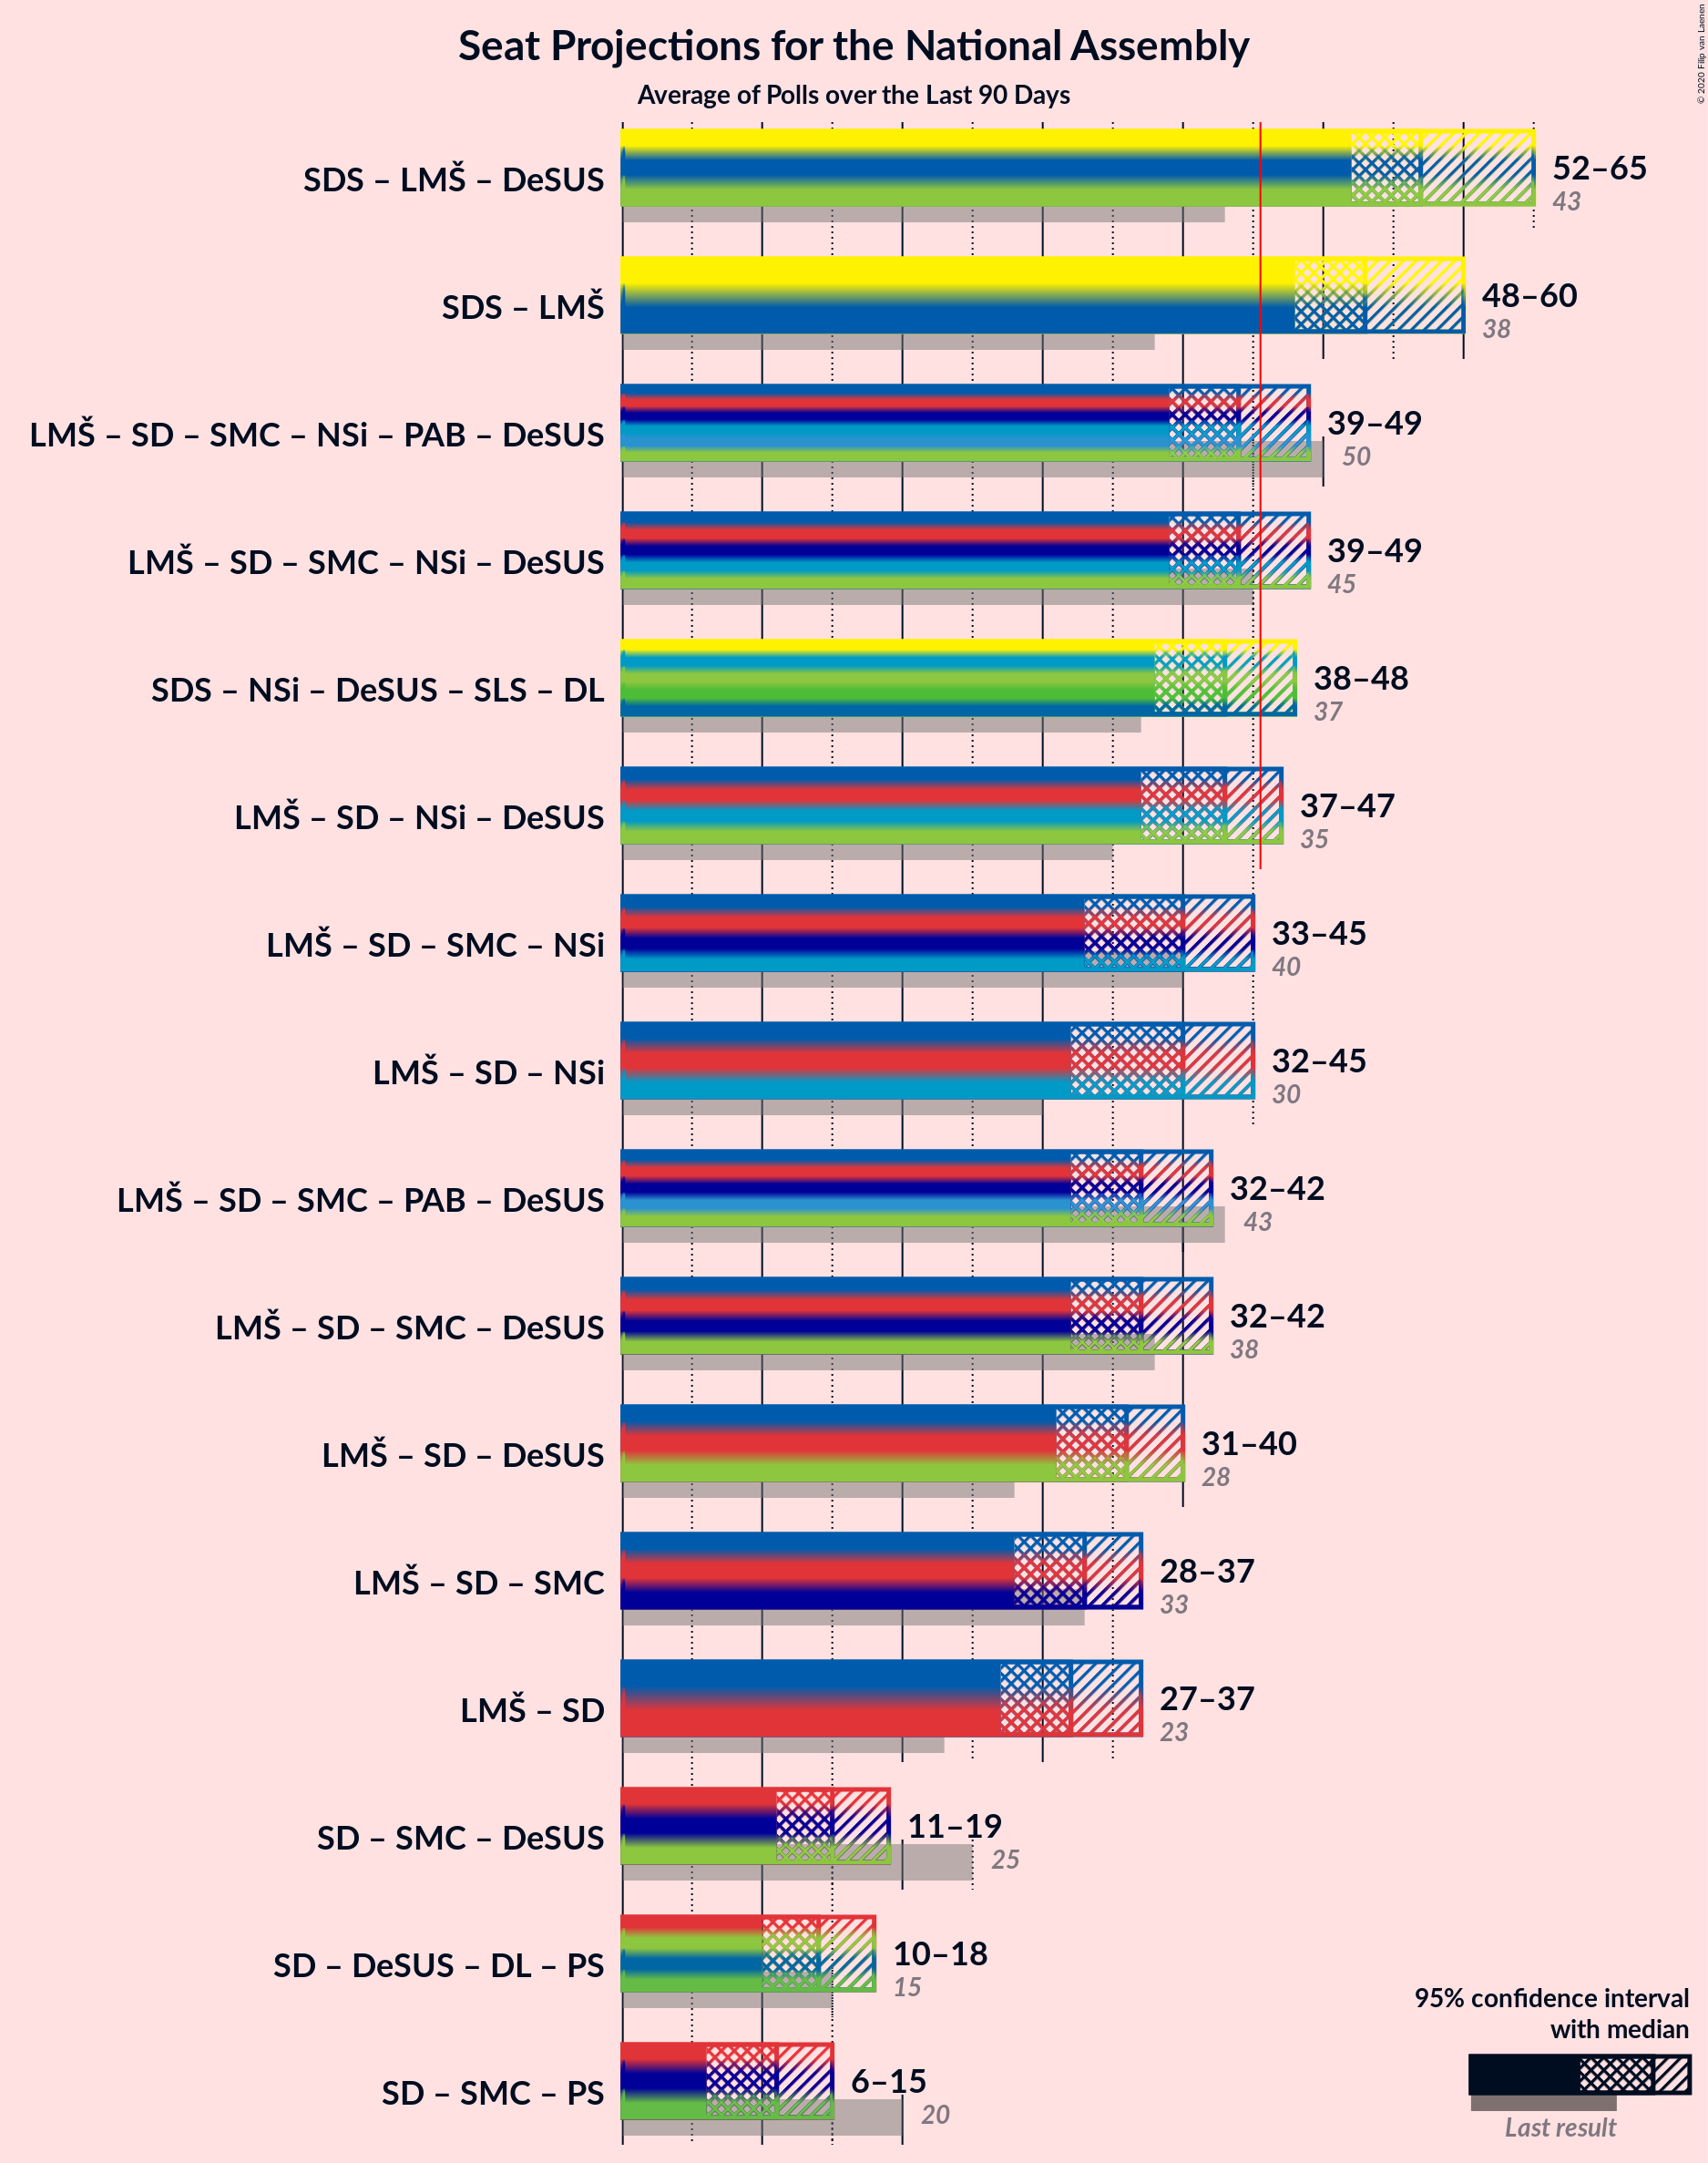 © 2020 Filip van Laenen
Seat Projections for the National Assembly
Average of Polls over the Last 90 Days
SDS – LMŠ – DeSUS
52–65
43
SDS – LMŠ
48–60
38
LMŠ – SD – SMC – NSi – PAB – DeSUS
39–49
50
LMŠ – SD – SMC – NSi – DeSUS
39–49
45
SDS – NSi – DeSUS – SLS – DL
38–48
37
LMŠ – SD – NSi – DeSUS
37–47
35
LMŠ – SD – SMC – NSi
33–45
40
LMŠ – SD – NSi
32–45
30
LMŠ – SD – SMC – PAB – DeSUS
32–42
43
LMŠ – SD – SMC – DeSUS
32–42
38
LMŠ – SD – DeSUS
31–40
28
LMŠ – SD – SMC
28–37
33
LMŠ – SD
27–37
23
SD – SMC – DeSUS
11–19
25
SD – DeSUS – DL – PS
10–18
15
SD – SMC – PS
6–15
20
95% confidence interval
with median
Last result